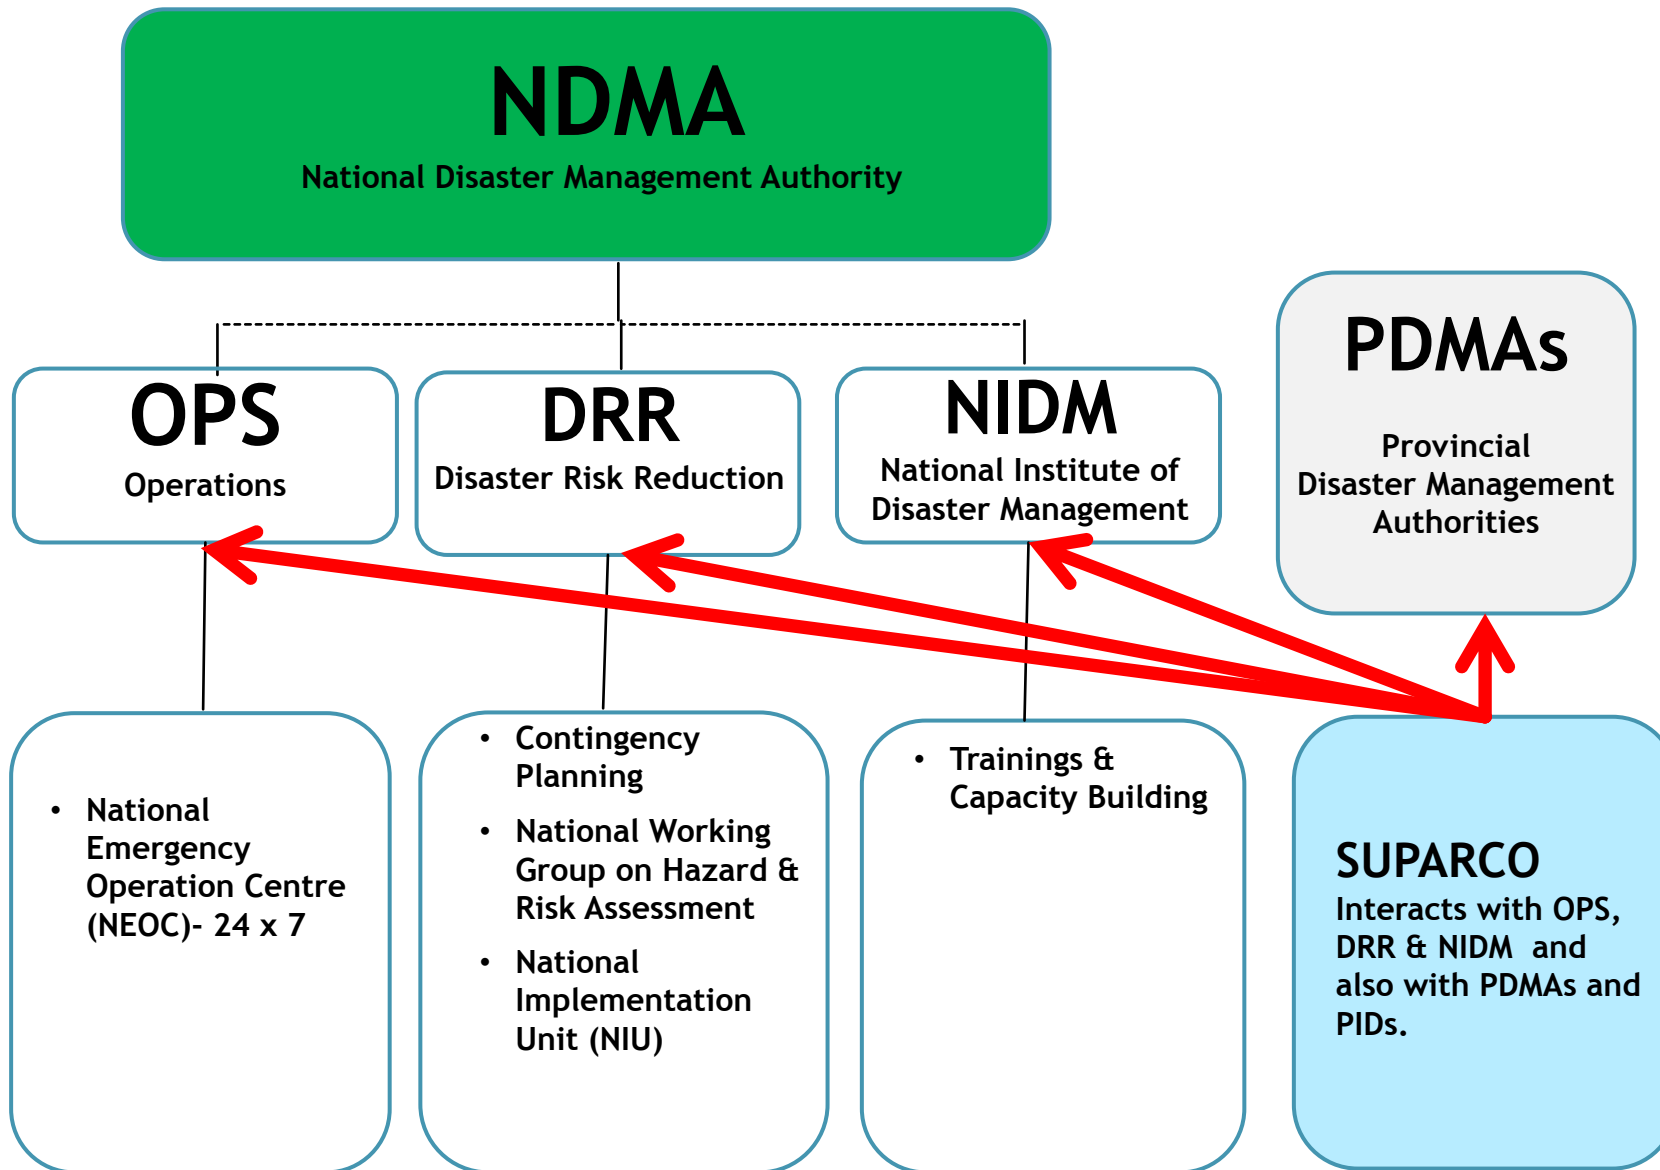 NDMA
National Disaster Management Authority
OPS
Operations
DRR
Disaster Risk Reduction
NIDM
National Institute of
Disaster Management
PDMAs
Provincial
Disaster Management
Authorities
• National
Emergency
Operation Centre
(NEOC)- 24 x 7
• Contingency
Planning
• National Working
Group on Hazard &
Risk Assessment
• National
Implementation
Unit (NIU)
• Trainings &
Capacity Building
SUPARCO
Interacts with OPS,
DRR & NIDM and
also with PDMAs and
PIDs.